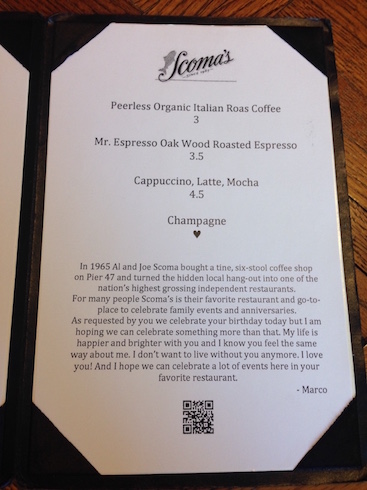 Scoma's
Peerless Organic Italian Roas Coffee
3
Mr. Espresso Oak Wood Roasted Espresso
3.5
Cappuccino, Latte, Mocha
4.5
Champagne
♥
In 1965 Al and Joe Scoma bought a tine, six-stool coffee shop
on Pier 47 and turned the hidden local hang-out into one of the
nation's highest grossing independent restaurants.
For many people Scoma's is their favorite restaurant and go-to-
place to celebrate family events and anniversaries.
As requested by you we celebrate your birthday today but I am
hoping we can celebrate something more than that. My life is
happier and brighter with you and I know you feel the same
way about me. I don't want to live without you anymore. I love
you! And I hope we can celebrate a lot of events here in your
favorite restaurant.
- Marco